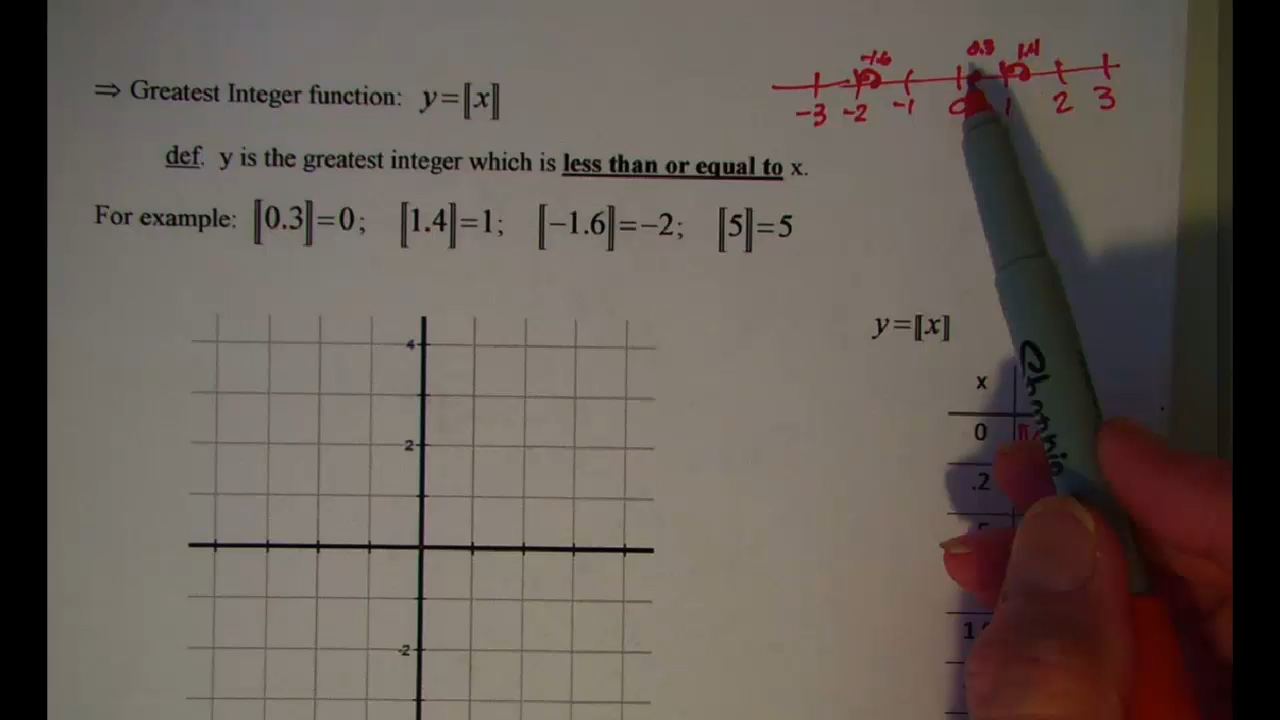 -1.6 0.3 1.4
-3 -2 -1 0 1 2 3
⇒ Greatest Integer function: y=⟦x⟧
def. y is the greatest integer which is less than or equal to x.
For example: ⟦0.3⟧=0; ⟦1.4⟧=1; ⟦-1.6⟧=-2; ⟦5⟧=5
y=⟦x⟧
4
x
0
2
.2
-2